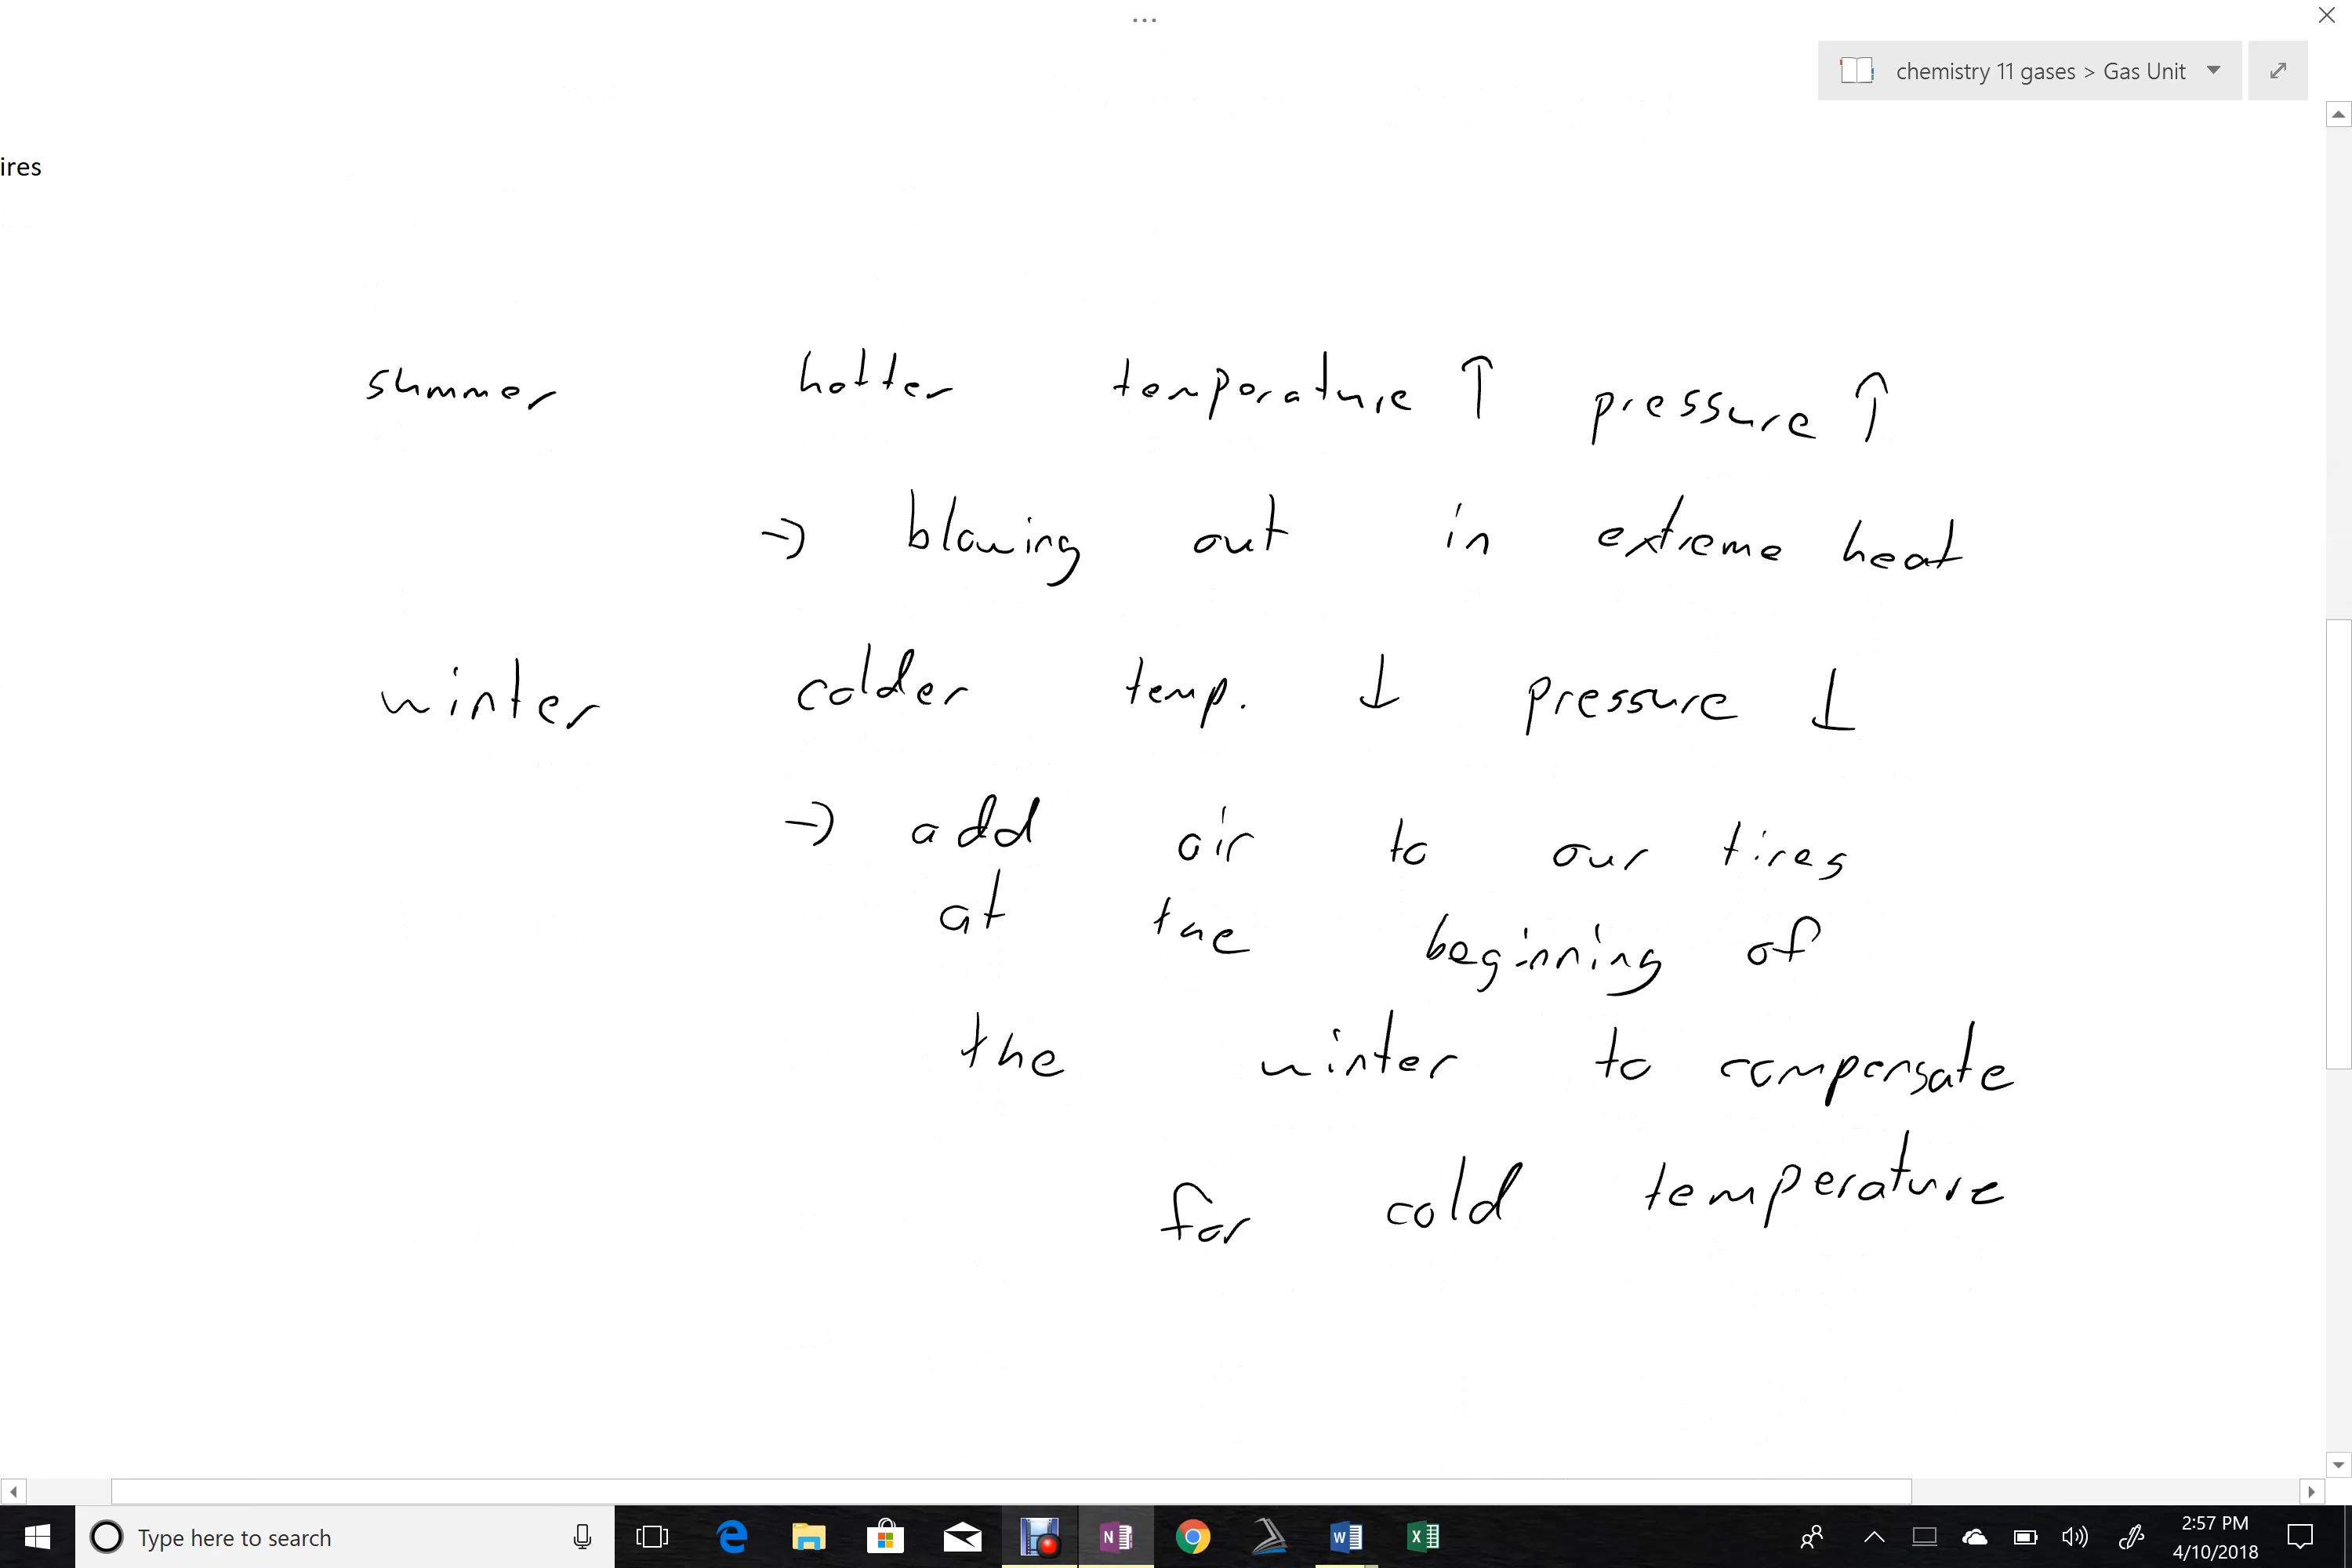 ...
chemistry 11 gases > Gas Unit
ires
summer hotter temperature ↑ pressure ↑
→ blowing out in extreme heat
winter colder temp. ↓ pressure ↓
→ add air to our tires
at the beginning of
the winter to compensate
for cold temperature
Type here to search
2:57 PM
4/10/2018